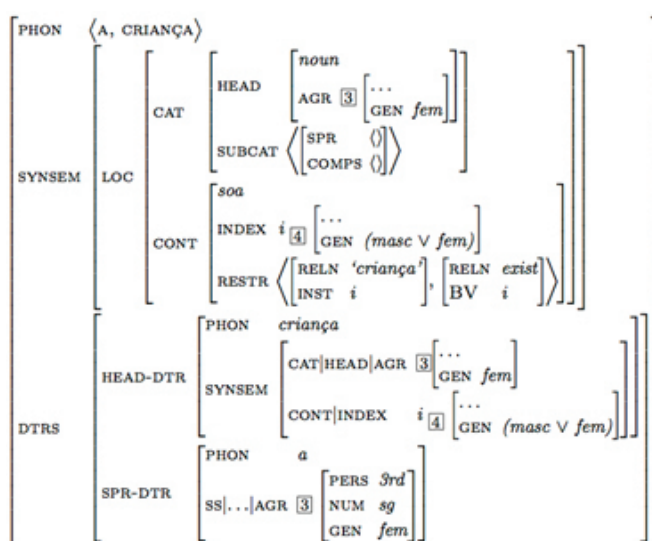 PHON ⟨A, CRIANÇA⟩
noun
HEAD
AGR 3 ...
GEN fem
CAT
SUBCAT ⟨ SPR ⟨⟩
COMPS ⟨⟩ ⟩
SYNSEM LOC
soa
INDEX i 4 ...
GEN (masc ∨ fem)
CONT
RESTR ⟨ RELN ‘criança’ , RELN exist
INST i BV i ⟩
PHON criança
HEAD-DTR
CAT|HEAD|AGR 3 ...
GEN fem
SYNSEM
CONT|INDEX i 4 ...
GEN (masc ∨ fem)
DTRS
PHON a
PERS 3rd
SPR-DTR SS|...|AGR 3 NUM sg
GEN fem